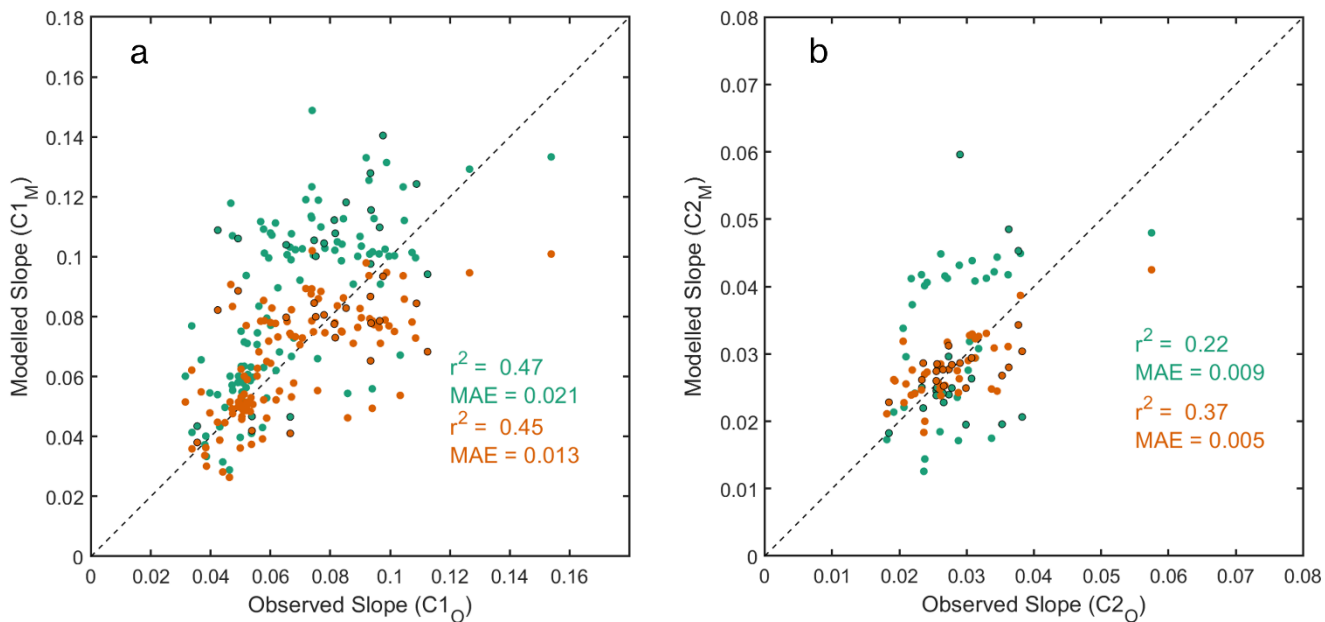 a
0.18
0.16
0.14
0.12
0.1
0.08
0.06
0.04
0.02
0
0
0.02
0.04
0.06
0.08
0.1
0.12
0.14
0.16
Modelled Slope (C1M)
Observed Slope (C1O)
r2 = 0.47
MAE = 0.021
r2 = 0.45
MAE = 0.013
b
0.08
0.07
0.06
0.05
0.04
0.03
0.02
0.01
0
0
0.01
0.02
0.03
0.04
0.05
0.06
0.07
0.08
Modelled Slope (C2M)
Observed Slope (C2O)
r2 = 0.22
MAE = 0.009
r2 = 0.37
MAE = 0.005